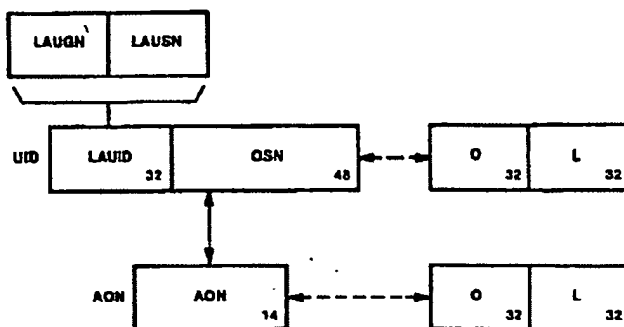 LAUGN LAUSN
UID LAUID 32 OSN 48 O 32 L 32
AON AON 14 O 32 L 32